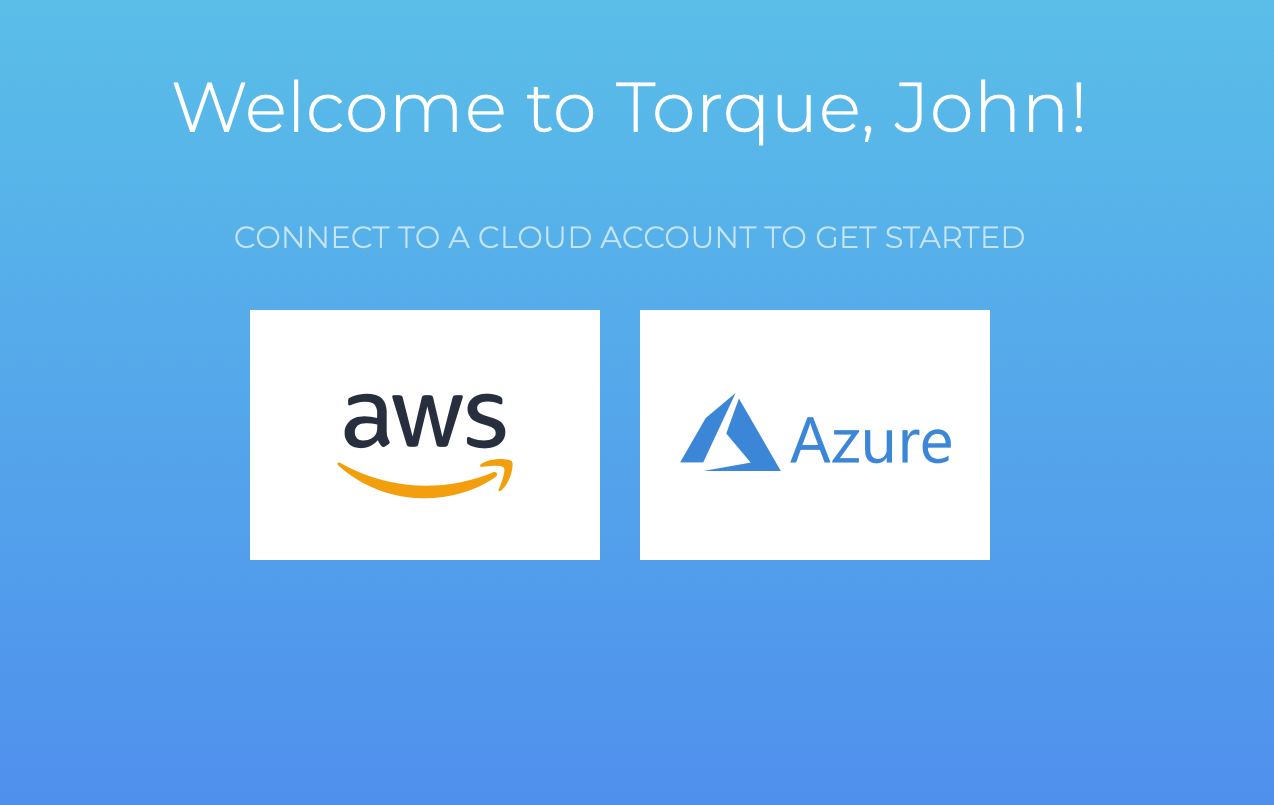 Welcome to Torque, John!
CONNECT TO A CLOUD ACCOUNT TO GET STARTED
aws
Azure